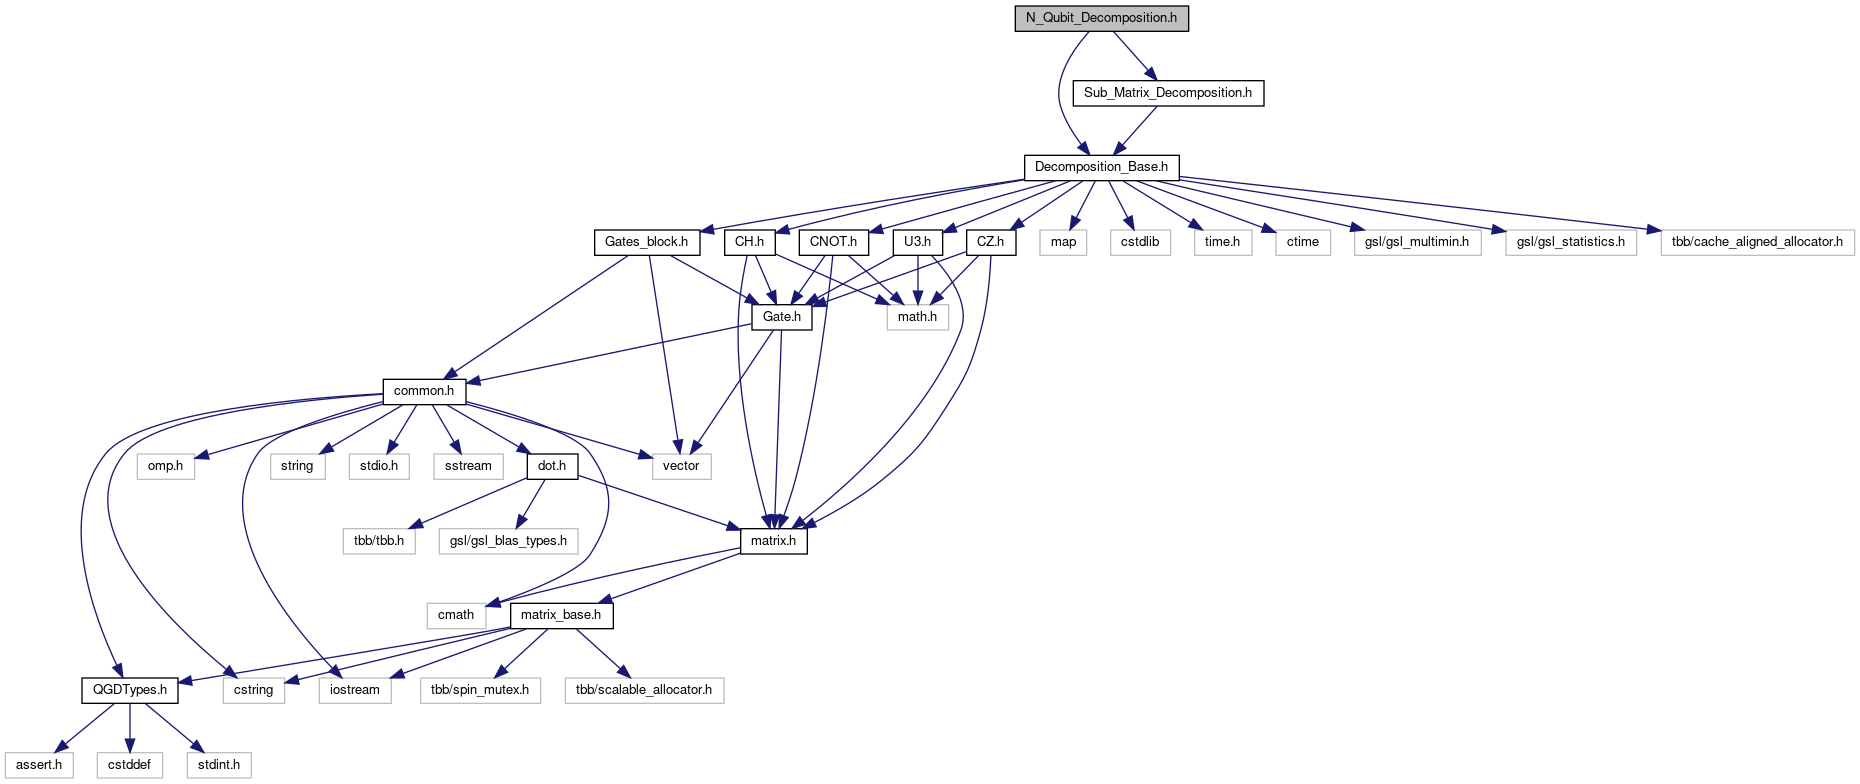 N_Qubit_Decomposition.h
Sub_Matrix_Decomposition.h
Decomposition_Base.h
Gates_block.h
CH.h
CNOT.h
U3.h
CZ.h
map
cstdlib
time.h
ctime
gsl/gsl_multimin.h
gsl/gsl_statistics.h
tbb/cache_aligned_allocator.h
Gate.h
math.h
common.h
omp.h
string
stdio.h
sstream
dot.h
vector
tbb/tbb.h
gsl/gsl_blas_types.h
matrix.h
cmath
matrix_base.h
QGDTypes.h
cstring
iostream
tbb/spin_mutex.h
tbb/scalable_allocator.h
assert.h
cstddef
stdint.h